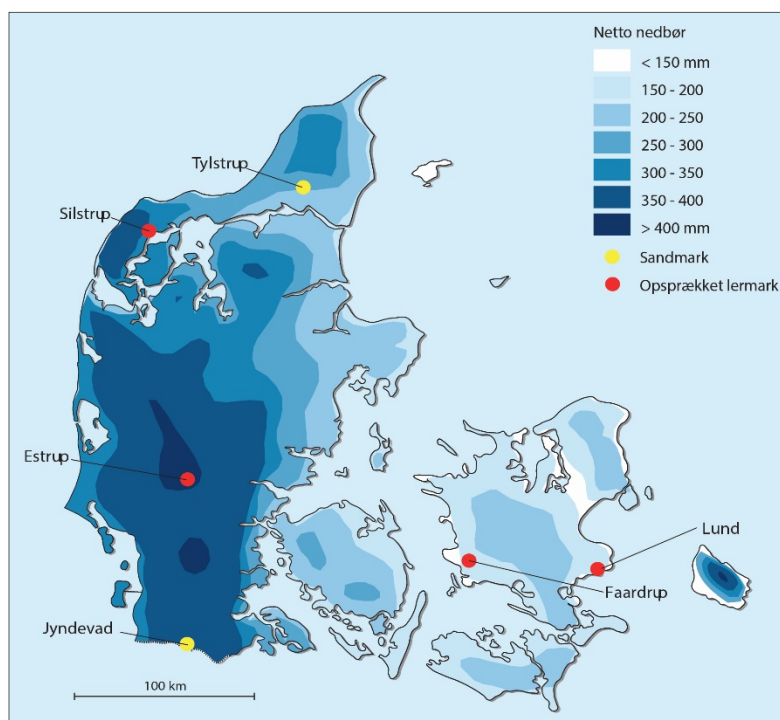 Netto nedbør
< 150 mm
150 - 200
200 - 250
250 - 300
300 - 350
350 - 400
> 400 mm
Sandmark
Opsprækket lermark
Tylstrup
Silstrup
Estrup
Lund
Faardrup
Jyndevad
100 km